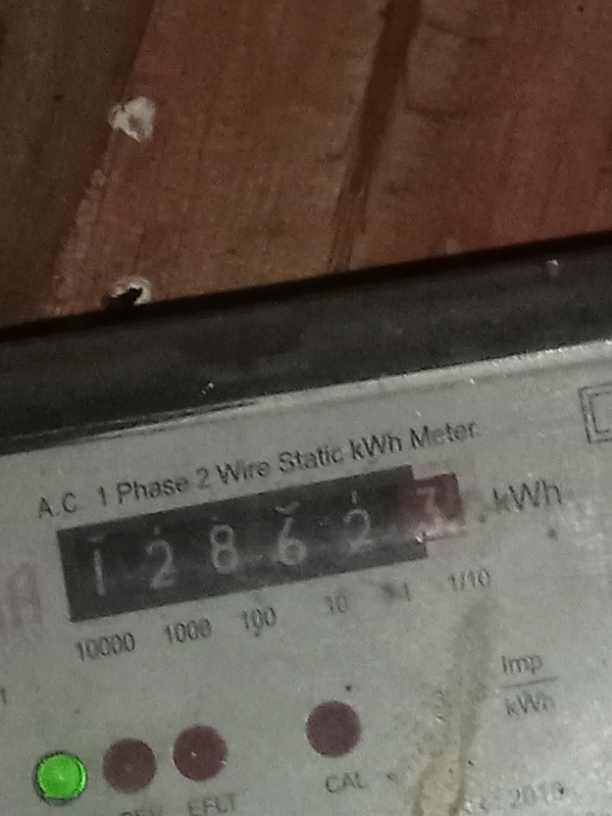 A.C. 1 Phase 2 Wire Static kWh Meter
1 2 8 6 2 3 kWh
10000 1000 100 10 1 1/10
Imp
kWh
CAL
EFLT
2018